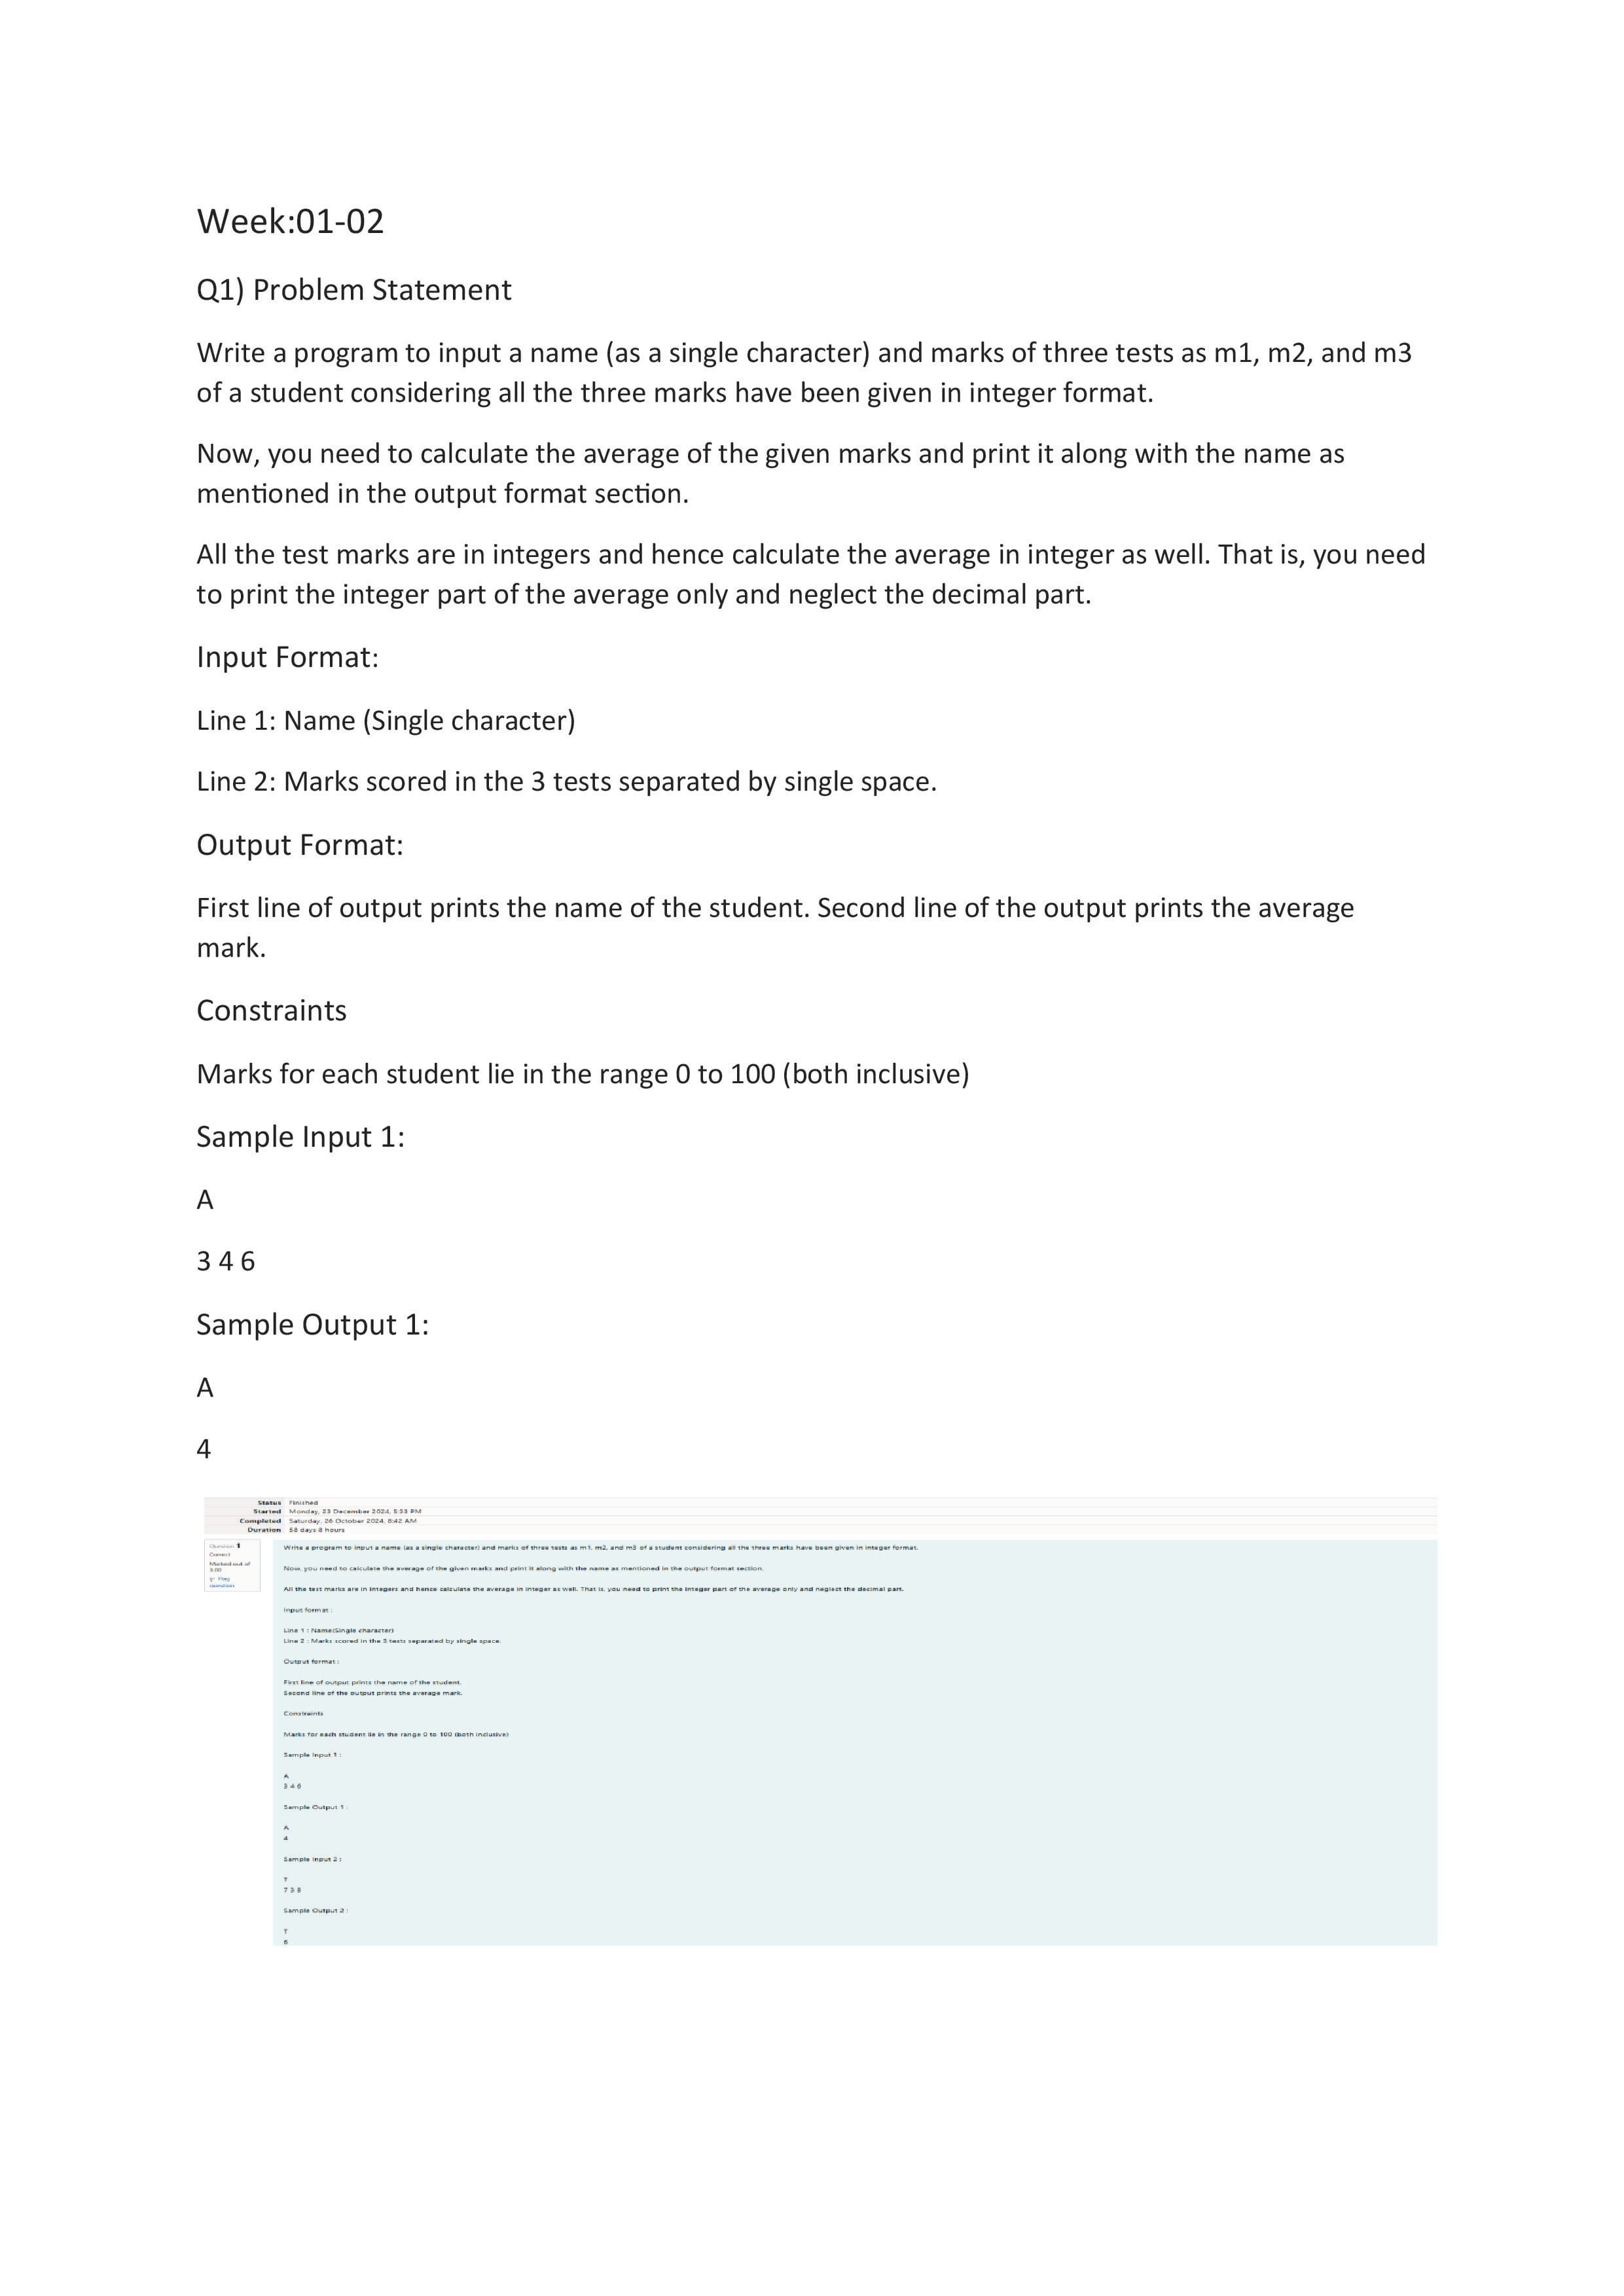 Week:01-02
Q1) Problem Statement
Write a program to input a name (as a single character) and marks of three tests as m1, m2, and m3
of a student considering all the three marks have been given in integer format.
Now, you need to calculate the average of the given marks and print it along with the name as
mentioned in the output format section.
All the test marks are in integers and hence calculate the average in integer as well. That is, you need
to print the integer part of the average only and neglect the decimal part.
Input Format:
Line 1: Name (Single character)
Line 2: Marks scored in the 3 tests separated by single space.
Output Format:
First line of output prints the name of the student. Second line of the output prints the average
mark.
Constraints
Marks for each student lie in the range 0 to 100 (both inclusive)
Sample Input 1:
A
3 4 6
Sample Output 1:
A
4
Status Finished
Started Monday, 23 December 2024, 5:33 PM
Completed Saturday, 26 October 2024, 8:42 AM
Duration 58 days 8 hours
Question 1
Correct
Marked out of
3.00
Flag
question
Write a program to input a name (as a single character) and marks of three tests as m1, m2, and m3 of a student considering all the three marks have been given in integer format.
Now, you need to calculate the average of the given marks and print it along with the name as mentioned in the output format section.
All the test marks are in integers and hence calculate the average in integer as well. That is, you need to print the integer part of the average only and neglect the decimal part.
Input format :
Line 1 : Name(Single character)
Line 2 : Marks scored in the 3 tests separated by single space.
Output format :
First line of output prints the name of the student.
Second line of the output prints the average mark.
Constraints
Marks for each student lie in the range 0 to 100 (both inclusive)
Sample Input 1 :
A
3 4 6
Sample Output 1 :
A
4
Sample Input 2 :
T
7 3 8
Sample Output 2 :
T
6